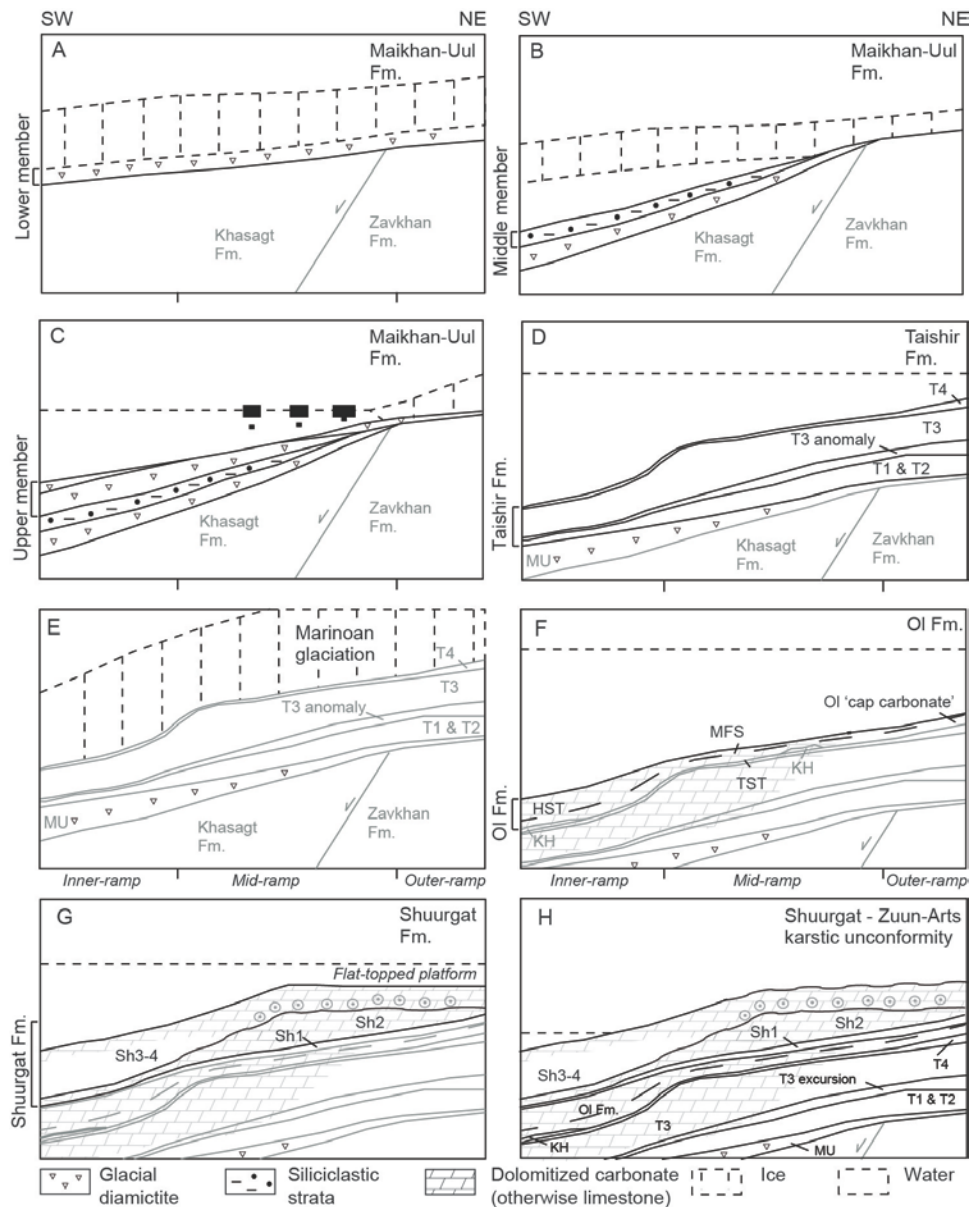 SW
NE
SW
NE
A
Maikhan-Uul
Fm.
Lower member
Khasagt
Fm.
Zavkhan
Fm.
B
Maikhan-Uul
Fm.
Middle member
Khasagt
Fm.
Zavkhan
Fm.
C
Maikhan-Uul
Fm.
Upper member
Khasagt
Fm.
Zavkhan
Fm.
D
Taishir
Fm.
T4
T3
T3 anomaly
T1 & T2
Taishir Fm.
MU
Khasagt
Fm.
Zavkhan
Fm.
E
Marinoan
glaciation
T4
T3
T3 anomaly
T1 & T2
MU
Khasagt
Fm.
Zavkhan
Fm.
Inner-ramp
Mid-ramp
Outer-ramp
F
Ol Fm.
Ol ‘cap carbonate’
MFS
KH
TST
HST
KH
Ol Fm.
Inner-ramp
Mid-ramp
Outer-ramp
G
Shuurgat
Fm.
Flat-topped platform
Sh2
Sh1
Sh3-4
Shuurgat Fm.
H
Shuurgat - Zuun-Arts
karstic unconformity
Sh2
Sh1
Sh3-4
T4
T3 excursion
T1 & T2
Ol Fm.
T3
KH
MU
Glacial
diamictite
Siliciclastic
strata
Dolomitized carbonate
(otherwise limestone)
Ice
Water